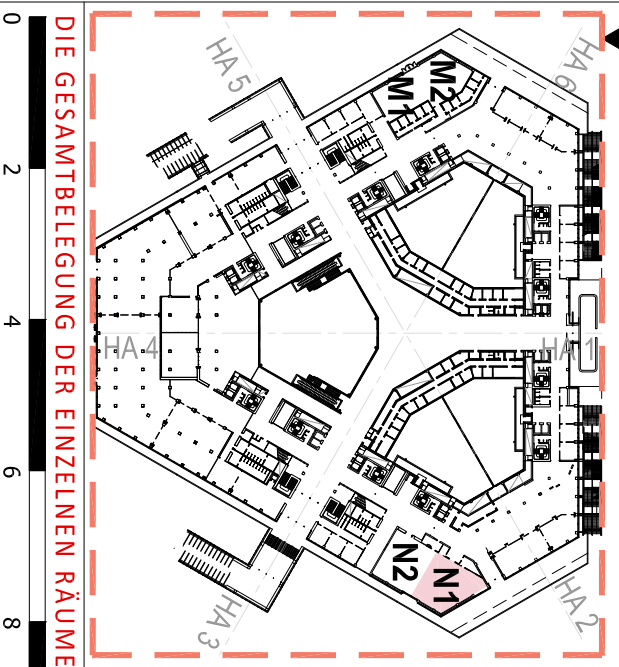 0
2
4
6
8
DIE GESAMTBELEGUNG DER EINZELNEN RÄUME
HA 5
HA 6
M1
M2
HA 4
HA 1
N2
N1
HA 3
HA 2